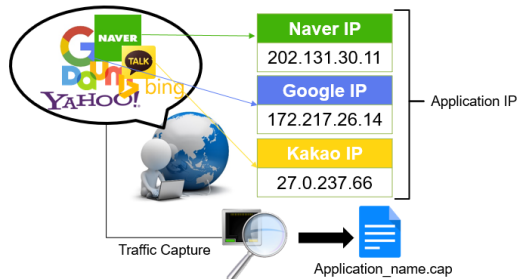 NAVER
G
TALK
Daum
bing
YAHOO!
Naver IP
202.131.30.11
Google IP
172.217.26.14
Kakao IP
27.0.237.66
Application IP
Traffic Capture
Application_name.cap